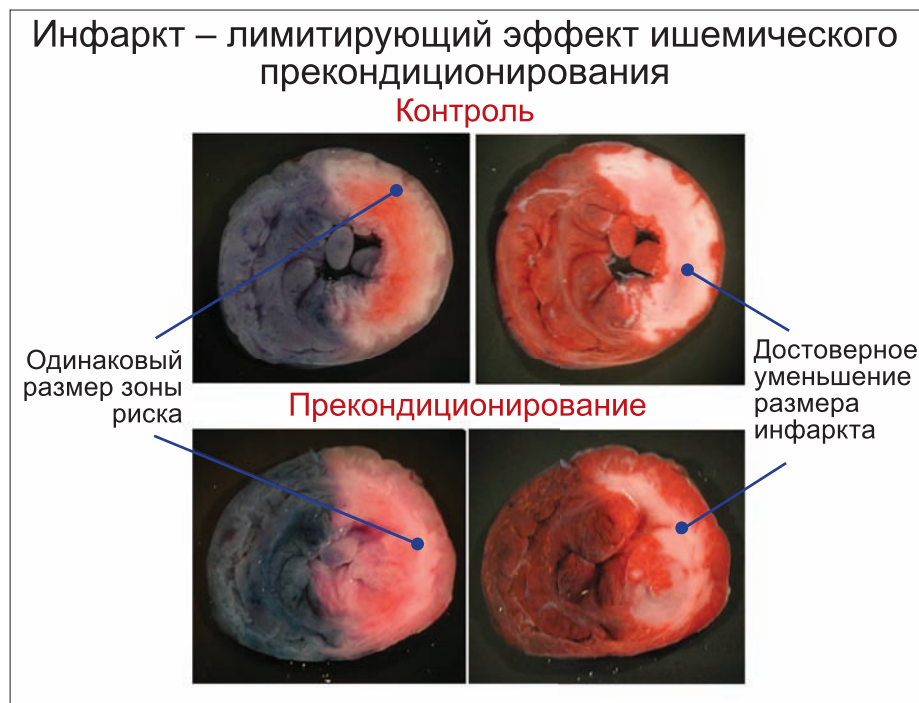 Инфаркт – лимитирующий эффект ишемического
прекондиционирования
Контроль
Одинаковый
размер зоны
риска
Достоверное
уменьшение
размера
инфаркта
Прекондиционирование